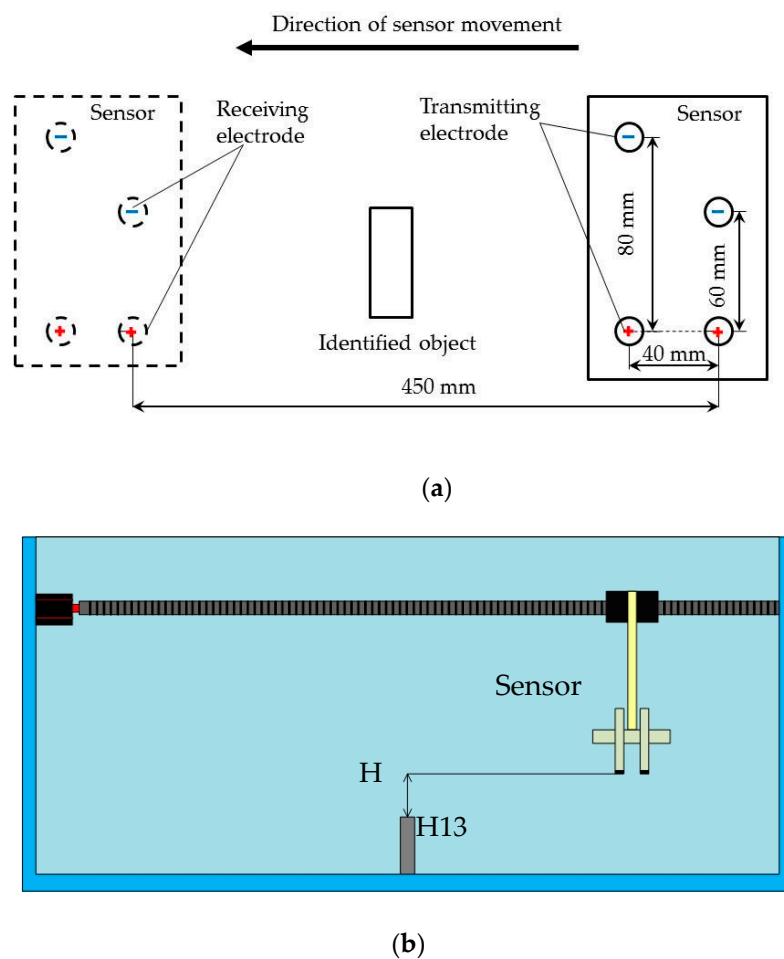 Direction of sensor movement
Sensor
Receiving
electrode
Transmitting
electrode
Sensor
80 mm
60 mm
40 mm
Identified object
450 mm
(a)
Sensor
H
H13
(b)